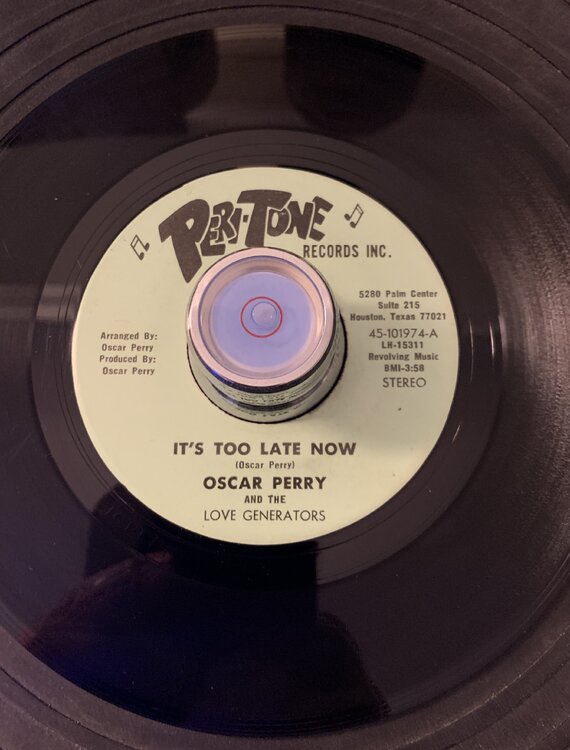 PERI-TONE
RECORDS INC.
5280 Palm Center
Suite 215
Houston, Texas 77021
45-101974-A
LH-15311
Revolving Music
BMI-3:58
STEREO
Arranged By:
Oscar Perry
Produced By:
Oscar Perry
IT'S TOO LATE NOW
(Oscar Perry)
OSCAR PERRY
AND THE
LOVE GENERATORS